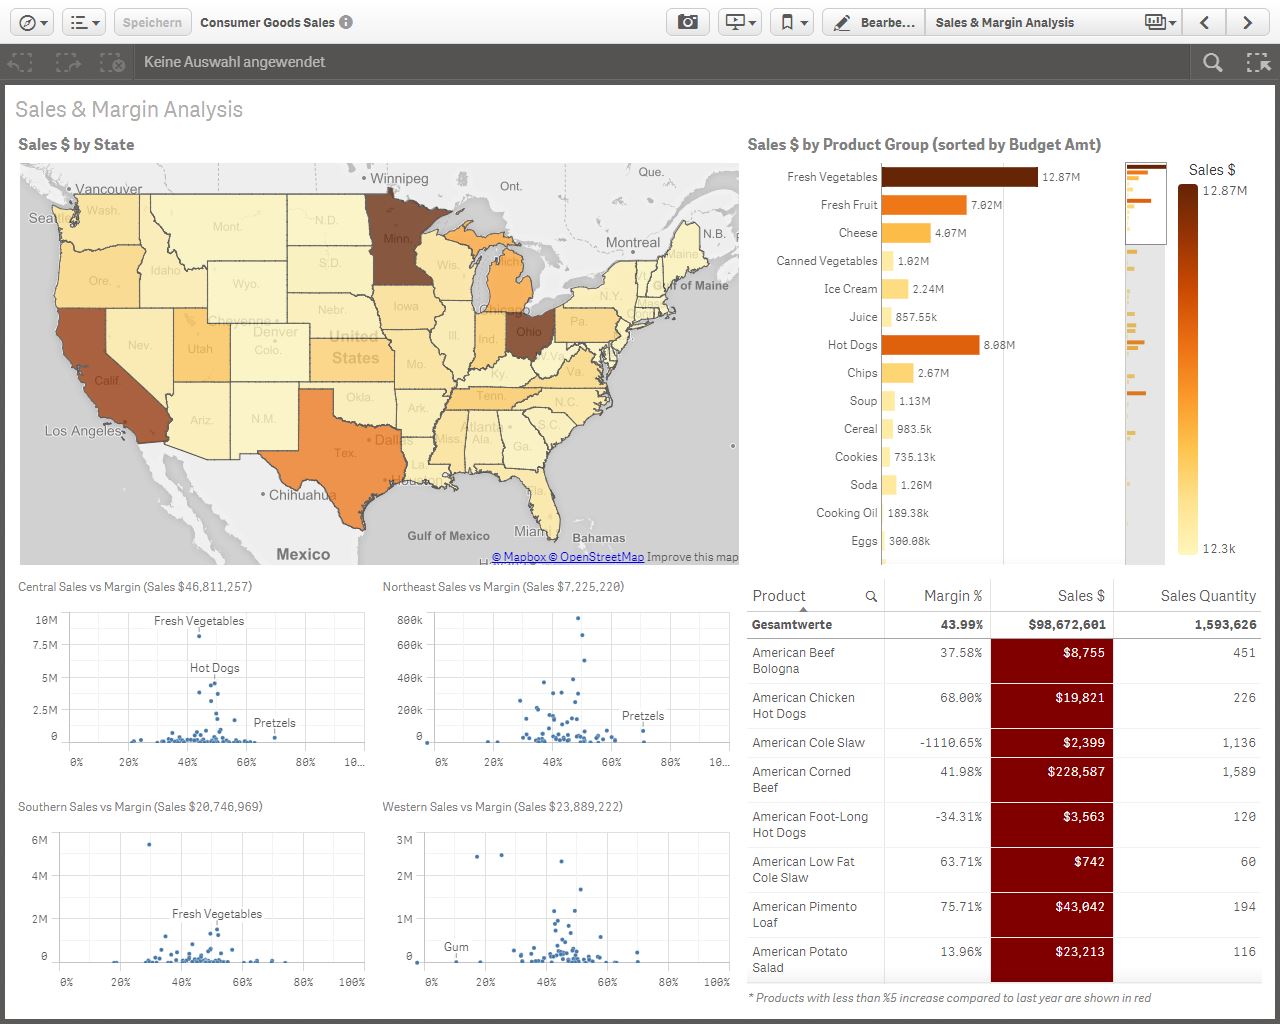 Speichern
Consumer Goods Sales
Bearbe...
Sales & Margin Analysis
Keine Auswahl angewendet
Sales & Margin Analysis
Sales $ by State
Vancouver
Winnipeg
Ont.
Que.
Seattle
Wash.
Mont.
N.D.
Minn.
Montreal
N.B.
Maine
Ore.
Idaho
S.D.
Wis.
Mich.
Gulf of Maine
Wyo.
N.Y.
Mass.
Conn.
Nebr.
Iowa
Chicago
Cheyenne
Nev.
Utah
Denver
Colo.
United
States
Ill.
Ind.
Ohio
Pa.
W.Va.
Calif.
Mo.
Ky.
Va.
Ariz.
N.M.
Okla.
Ark.
Tenn.
N.C.
Los Angeles
Dallas
Miss.
Ala.
Atlanta
Ga.
S.C.
Tex.
La.
Houston
Fla.
Chihuahua
Miami
Gulf of Mexico
Bahamas
Mexico
© Mapbox © OpenStreetMap Improve this map
Sales $ by Product Group (sorted by Budget Amt)
Fresh Vegetables 12.87M
Fresh Fruit 7.02M
Cheese 4.07M
Canned Vegetables 1.02M
Ice Cream 2.24M
Juice 857.55k
Hot Dogs 8.08M
Chips 2.67M
Soup 1.13M
Cereal 983.5k
Cookies 735.13k
Soda 1.26M
Cooking Oil 189.38k
Eggs 300.08k
Sales $
12.87M
12.3k
Central Sales vs Margin (Sales $46,811,257)
10M
7.5M
5M
2.5M
0
Fresh Vegetables
Hot Dogs
Pretzels
0% 20% 40% 60% 80% 10...
Northeast Sales vs Margin (Sales $7,225,220)
800k
600k
400k
200k
0
Pretzels
0% 20% 40% 60% 80% 10...
Southern Sales vs Margin (Sales $20,746,969)
6M
4M
2M
0
Fresh Vegetables
0% 20% 40% 60% 80% 100%
Western Sales vs Margin (Sales $23,889,222)
3M
2M
1M
0
Gum
0% 20% 40% 60% 80% 100%
Product Margin % Sales $ Sales Quantity
Gesamtwerte 43.99% $98,672,601 1,593,626
American Beef 37.58% $8,755 451
Bologna
American Chicken 68.00% $19,821 226
Hot Dogs
American Cole Slaw -1110.65% $2,399 1,136
American Corned 41.98% $228,587 1,589
Beef
American Foot-Long -34.31% $3,563 120
Hot Dogs
American Low Fat 63.71% $742 60
Cole Slaw
American Pimento 75.71% $43,042 194
Loaf
American Potato 13.96% $23,213 116
Salad
* Products with less than %5 increase compared to last year are shown in red